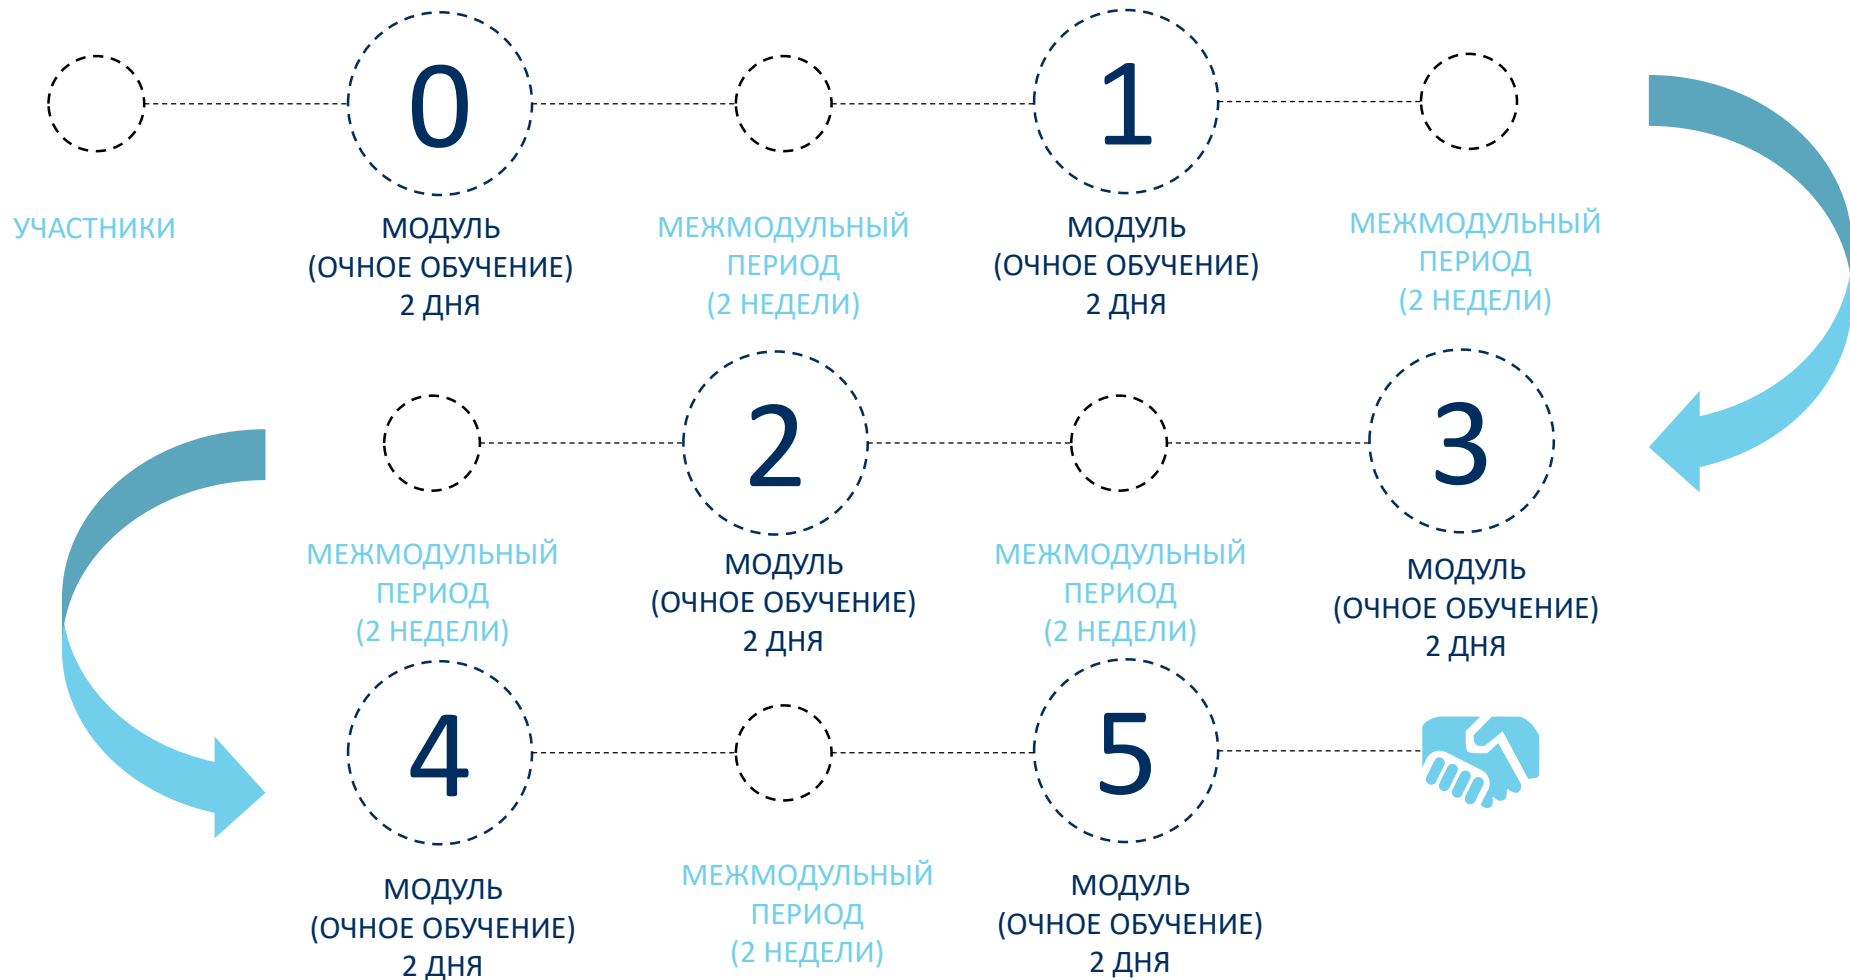 0
1
УЧАСТНИКИ
МОДУЛЬ
(ОЧНОЕ ОБУЧЕНИЕ)
2 ДНЯ
МЕЖМОДУЛЬНЫЙ
ПЕРИОД
(2 НЕДЕЛИ)
МОДУЛЬ
(ОЧНОЕ ОБУЧЕНИЕ)
2 ДНЯ
МЕЖМОДУЛЬНЫЙ
ПЕРИОД
(2 НЕДЕЛИ)
2
3
МЕЖМОДУЛЬНЫЙ
ПЕРИОД
(2 НЕДЕЛИ)
МОДУЛЬ
(ОЧНОЕ ОБУЧЕНИЕ)
2 ДНЯ
МЕЖМОДУЛЬНЫЙ
ПЕРИОД
(2 НЕДЕЛИ)
МОДУЛЬ
(ОЧНОЕ ОБУЧЕНИЕ)
2 ДНЯ
4
5
МОДУЛЬ
(ОЧНОЕ ОБУЧЕНИЕ)
2 ДНЯ
МЕЖМОДУЛЬНЫЙ
ПЕРИОД
(2 НЕДЕЛИ)
МОДУЛЬ
(ОЧНОЕ ОБУЧЕНИЕ)
2 ДНЯ